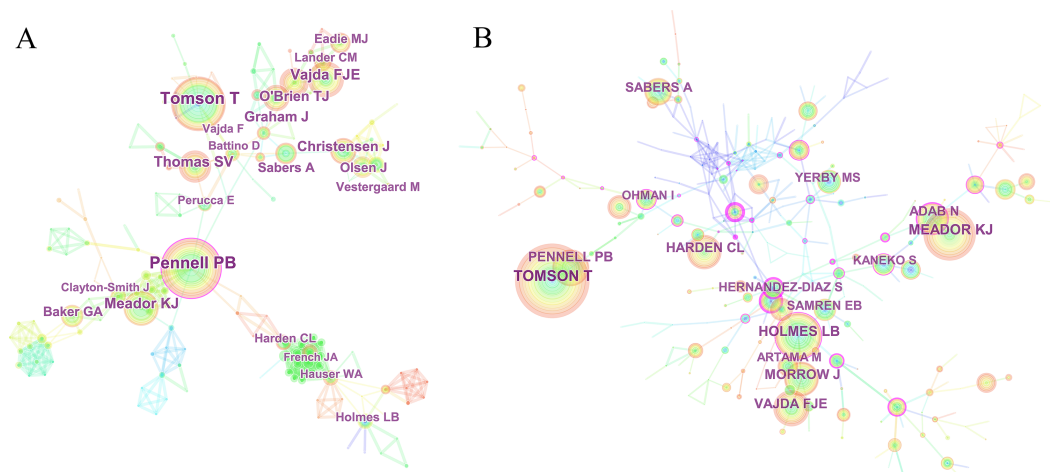 A
Eadie MJ
Lander CM
Vajda FJE
Tomson T
O'Brien TJ
Graham J
Vajda F
Battino D
Christensen J
Thomas SV
Sabers A
Olsen J
Vestergaard M
Perucca E
Pennell PB
Clayton-Smith J
Meador KJ
Baker GA
Harden CL
French JA
Hauser WA
Holmes LB
B
SABERS A
YERBY MS
OHMAN I
ADAB N
MEADOR KJ
HARDEN CL
PENNELL PB
TOMSON T
KANEKO S
HERNANDEZ-DIAZ S
SAMREN EB
HOLMES LB
ARTAMA M
MORROW J
VAJDA FJE